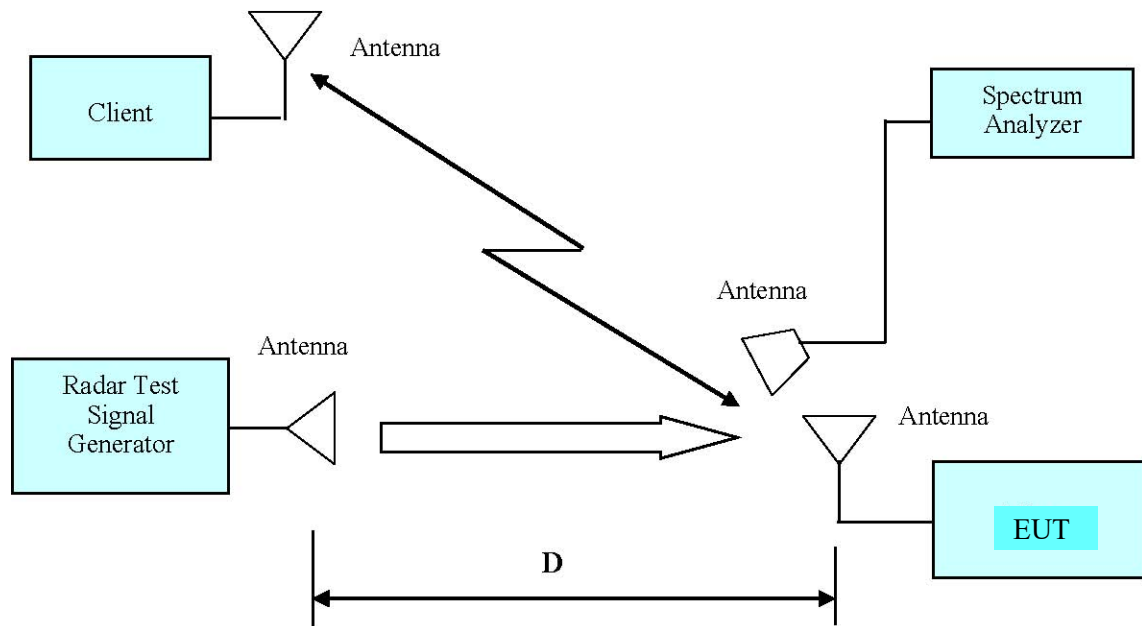 Antenna
Client
Spectrum
Analyzer
Antenna
Antenna
Radar Test
Signal
Generator
Antenna
EUT
D